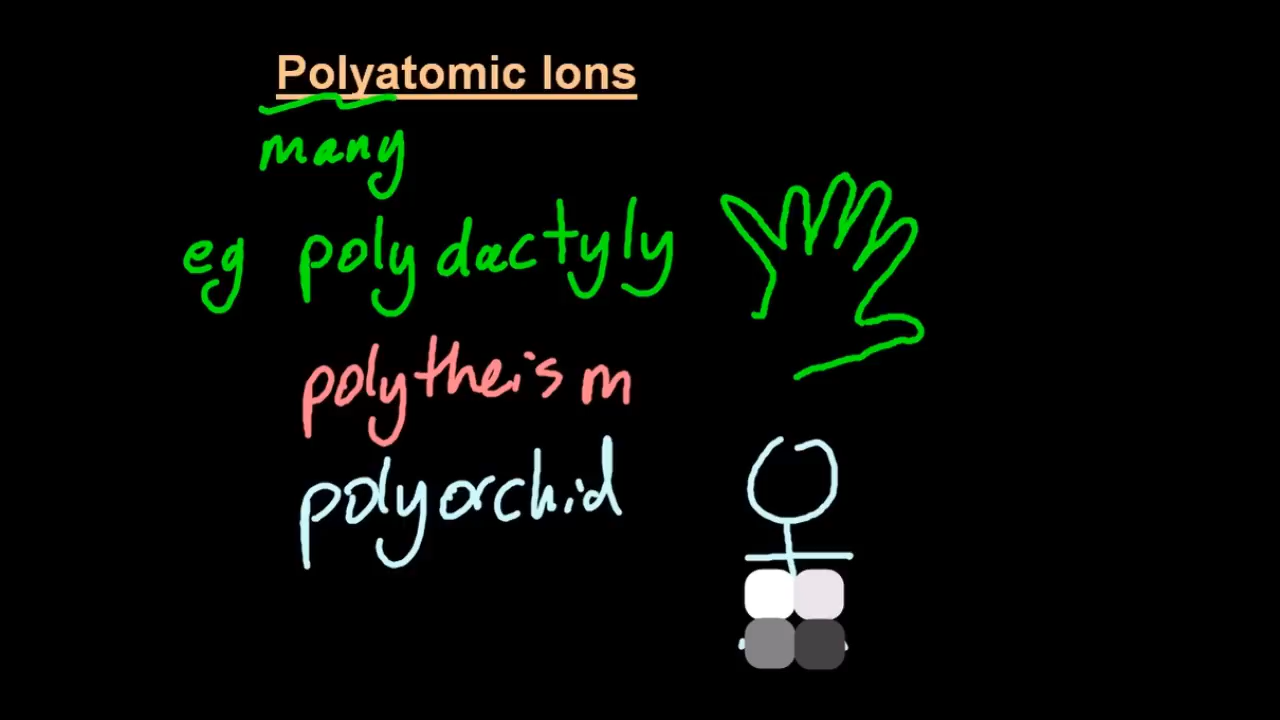 Polyatomic Ions
many
eg polydactyly
polytheism
polyorchid